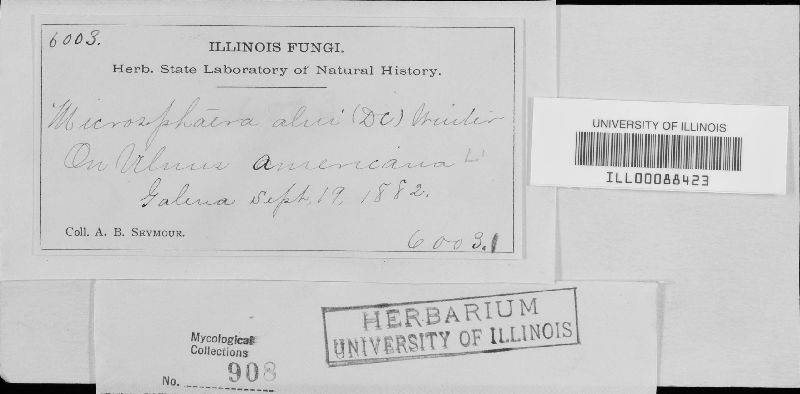 6003.
ILLINOIS FUNGI.
Herb. State Laboratory of Natural History.
Microsphaera alni (DC) Winter
On Ulmus americana L.
Galena Sept. 19, 1882.
Coll. A. B. Seymour.
6003.1
UNIVERSITY OF ILLINOIS
ILL00088423
HERBARIUM
UNIVERSITY OF ILLINOIS
Mycological
Collections
No. 908